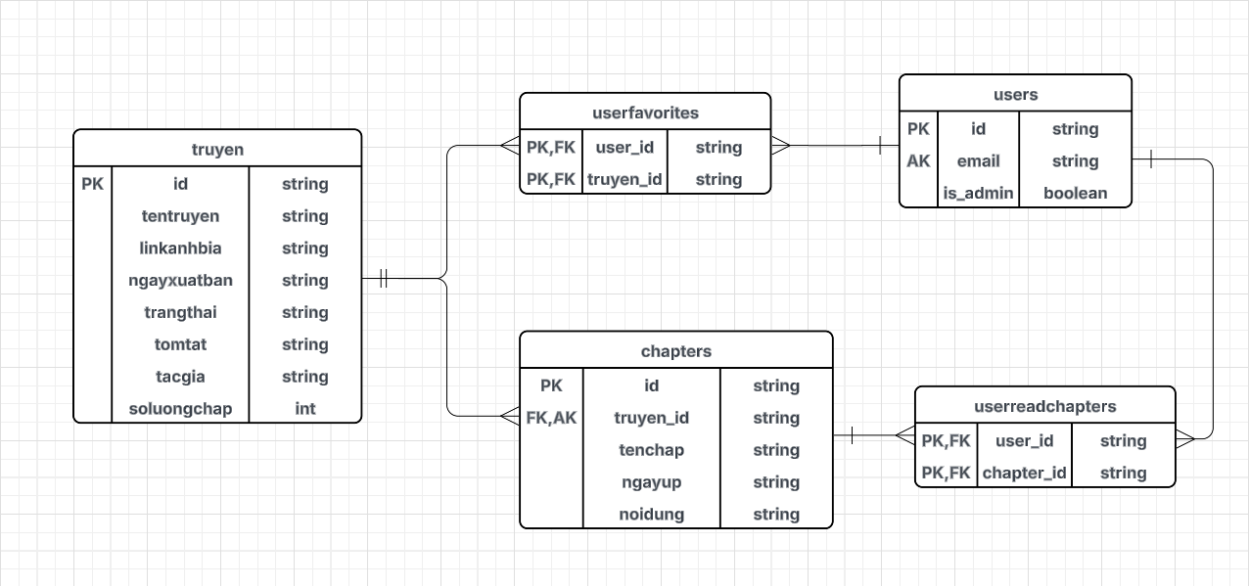 truyen
PK id string
tentruyen string
linkanhbia string
ngayxuatban string
trangthai string
tomtat string
tacgia string
soluongchap int
userfavorites
PK,FK user_id string
PK,FK truyen_id string
users
PK id string
AK email string
is_admin boolean
chapters
PK id string
FK,AK truyen_id string
tenchap string
ngayup string
noidung string
userreadchapters
PK,FK user_id string
PK,FK chapter_id string